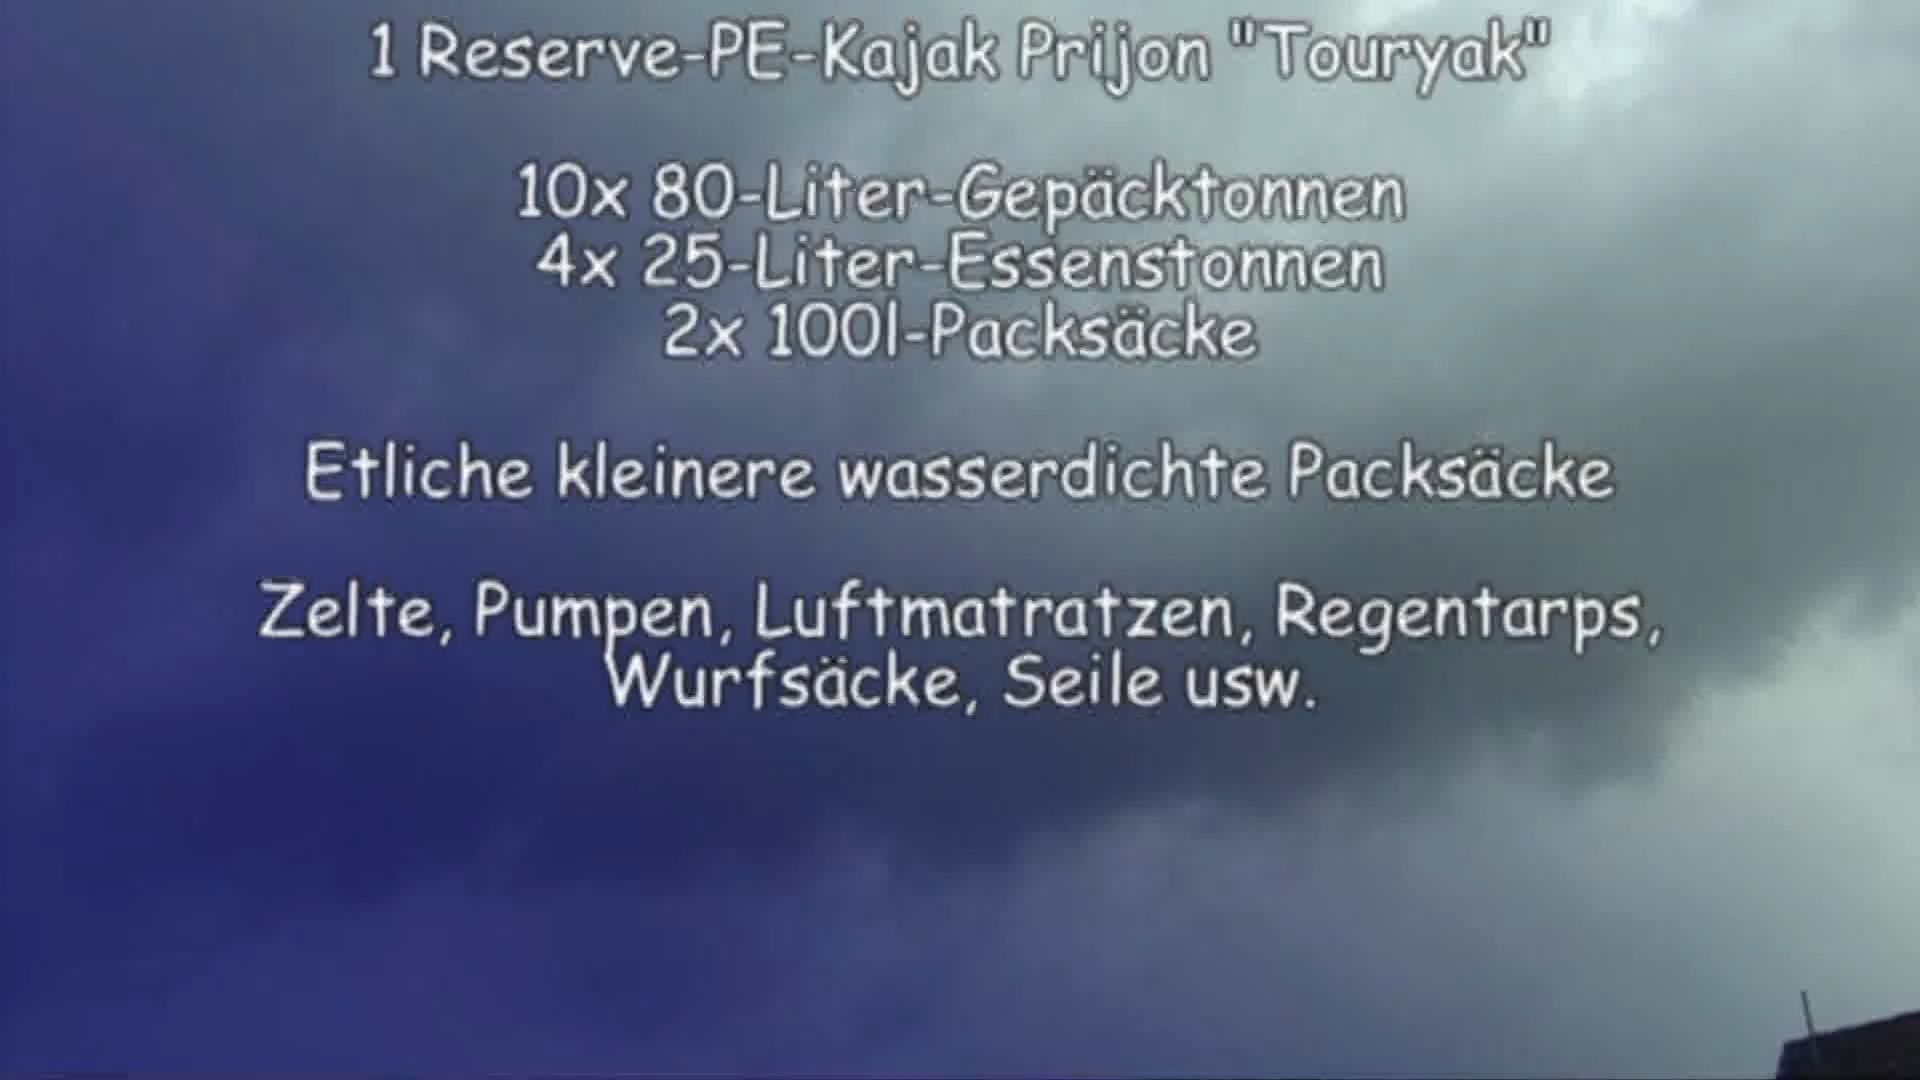 1 Reserve-PE-Kajak Prijon "Touryak"
10x 80-Liter-Gepäcktonnen
4x 25-Liter-Essenstonnen
2x 100l-Packsäcke
Etliche kleinere wasserdichte Packsäcke
Zelte, Pumpen, Luftmatratzen, Regentarps,
Wurfsäcke, Seile usw.